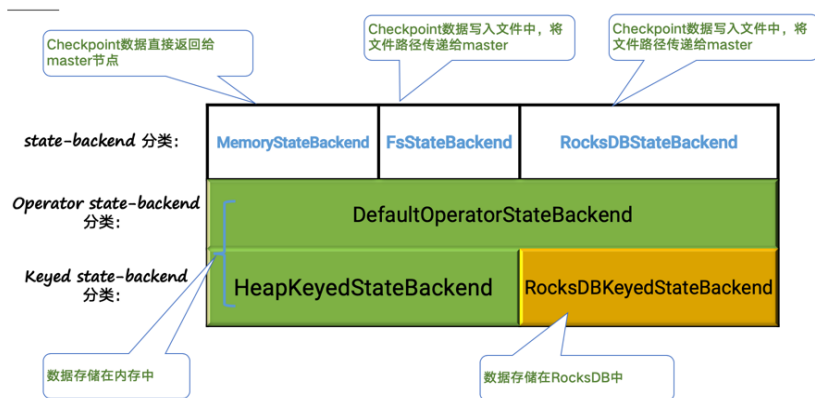 Checkpoint数据直接返回给
master节点
Checkpoint数据写入文件中，将
文件路径传递给master
Checkpoint数据写入文件中，将
文件路径传递给master
state-backend 分类：
MemoryStateBackend
FsStateBackend
RocksDBStateBackend
Operator state-backend
分类：
DefaultOperatorStateBackend
Keyed state-backend
分类：
HeapKeyedStateBackend
RocksDBKeyedStateBackend
数据存储在内存中
数据存储在RocksDB中